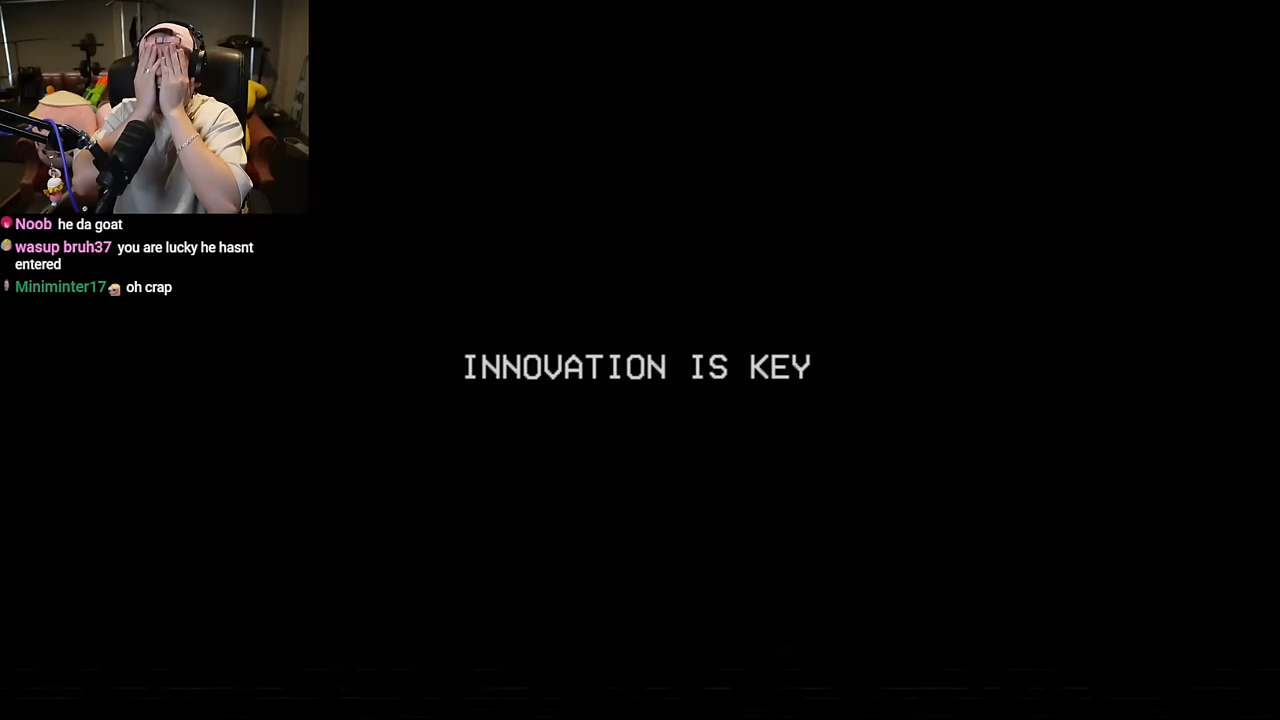 Noob he da goat
wasup bruh37 you are lucky he hasnt
entered
Miniminter17 oh crap
INNOVATION IS KEY